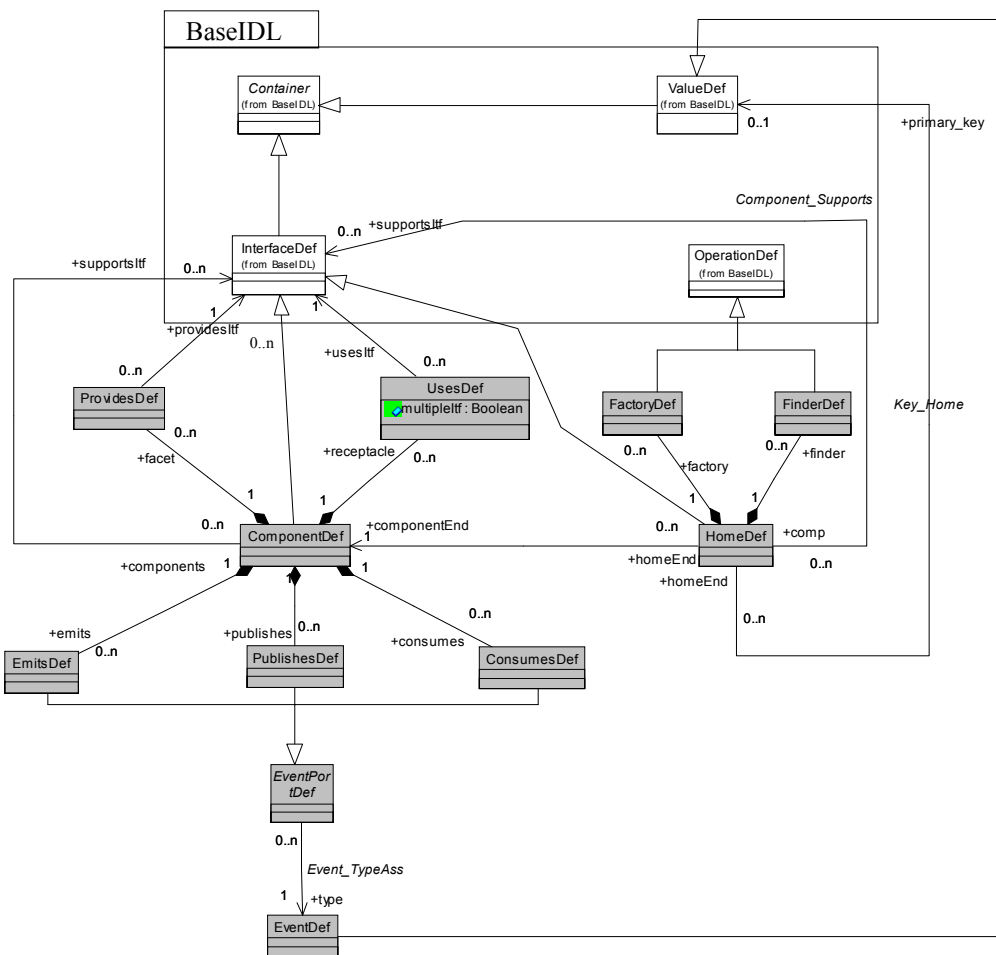 BaseIDL
Container
(from BaseIDL)
ValueDef
(from BaseIDL)
0..1
+primary_key
Component_Supports
+supportsItf
0..n
InterfaceDef
(from BaseIDL)
OperationDef
(from BaseIDL)
+supportsItf
0..n
1
1
+providesItf
0..n
+usesItf
0..n
0..n
ProvidesDef
UsesDef
multipleItf : Boolean
FactoryDef
FinderDef
Key_Home
0..n
+facet
+receptacle
0..n
0..n
0..n
+factory
+finder
1
1
1
1
0..n
ComponentDef
+componentEnd
1
0..n
HomeDef
+comp
0..n
+homeEnd
+homeEnd
+components
1
1
1
0..n
+emits
0..n
+publishes
0..n
+consumes
0..n
EmitsDef
PublishesDef
ConsumesDef
EventPor
tDef
0..n
Event_TypeAss
1
+type
EventDef